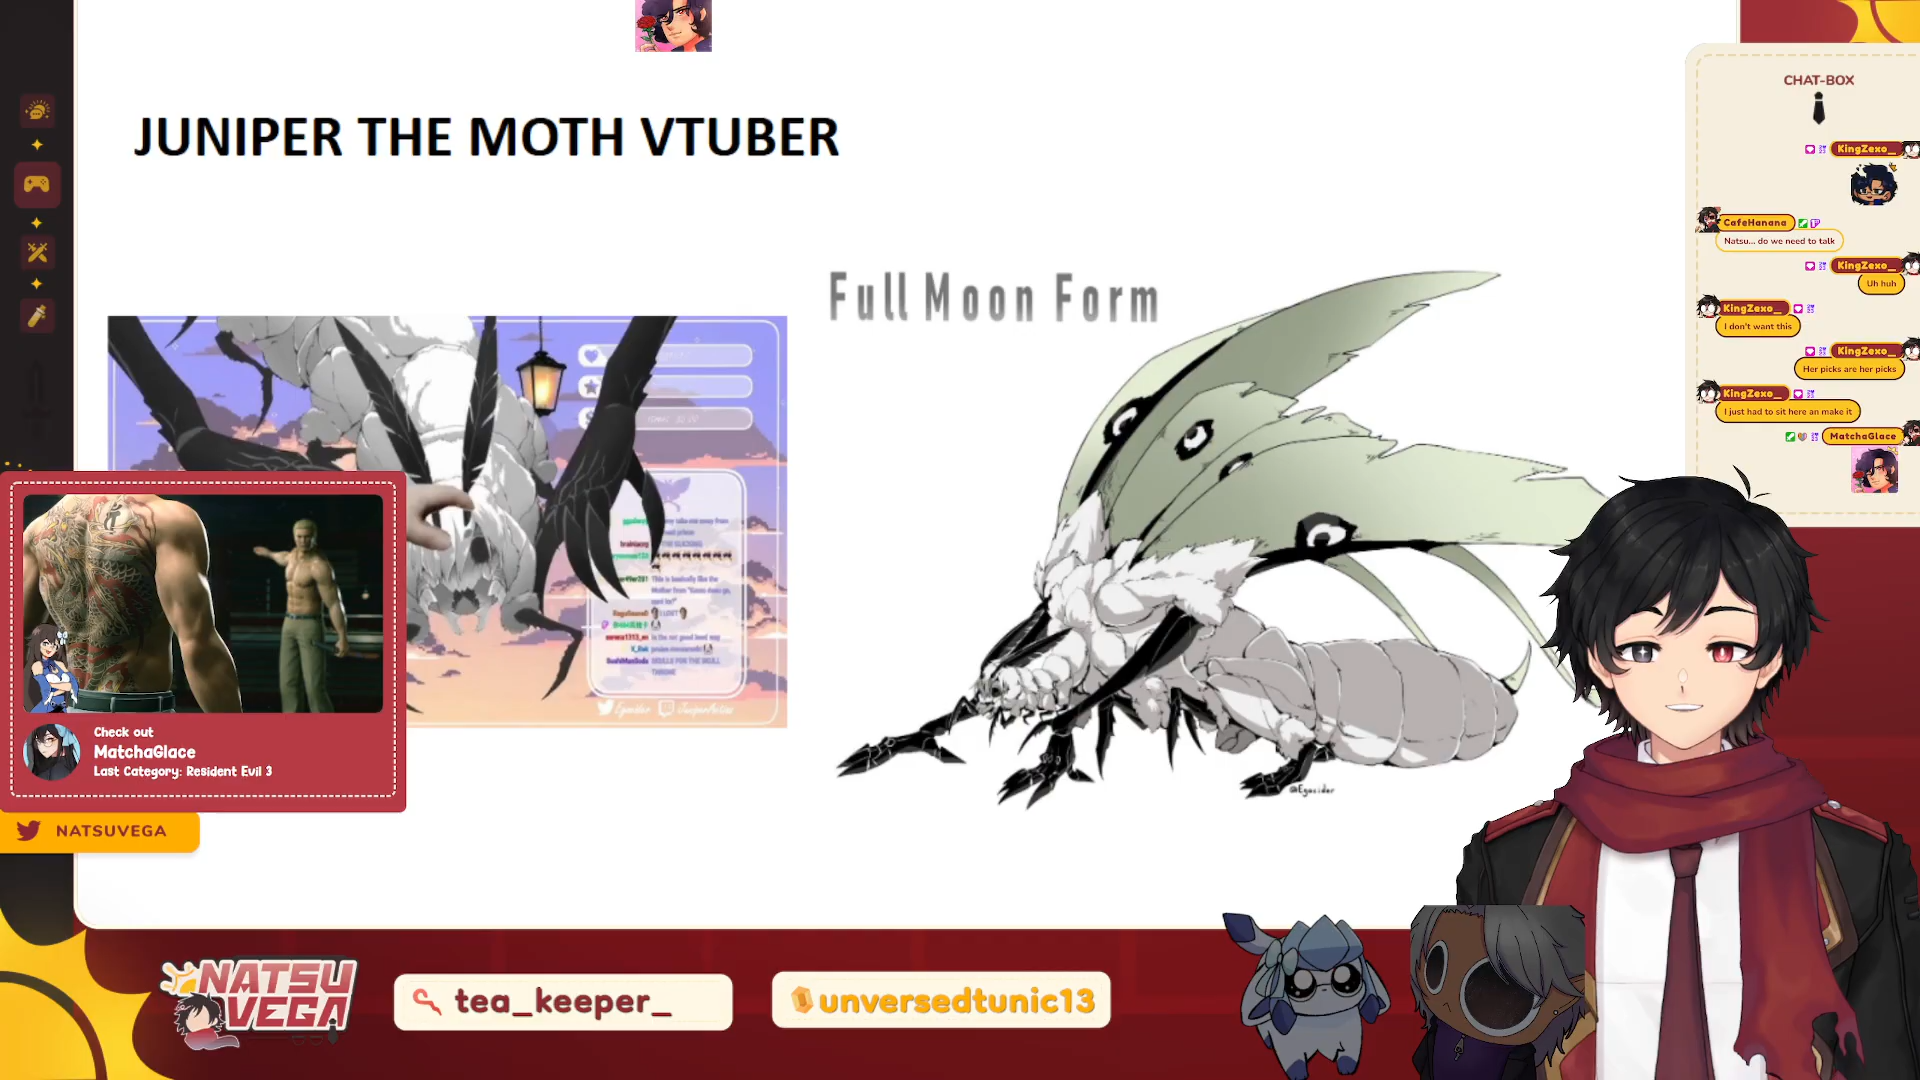 JUNIPER THE MOTH VTUBER
Full Moon Form
@Egocider
CHAT-BOX
KingZexo_
CafeHanana
Natsu... do we need to talk
KingZexo_
Uh huh
KingZexo_
I don't want this
KingZexo_
Her picks are her picks
KingZexo_
I just had to sit here an make it
MatchaGlace
Check out
MatchaGlace
Last Category: Resident Evil 3
NATSUVEGA
NATSU
VEGA
tea_keeper_
unversedtunic13